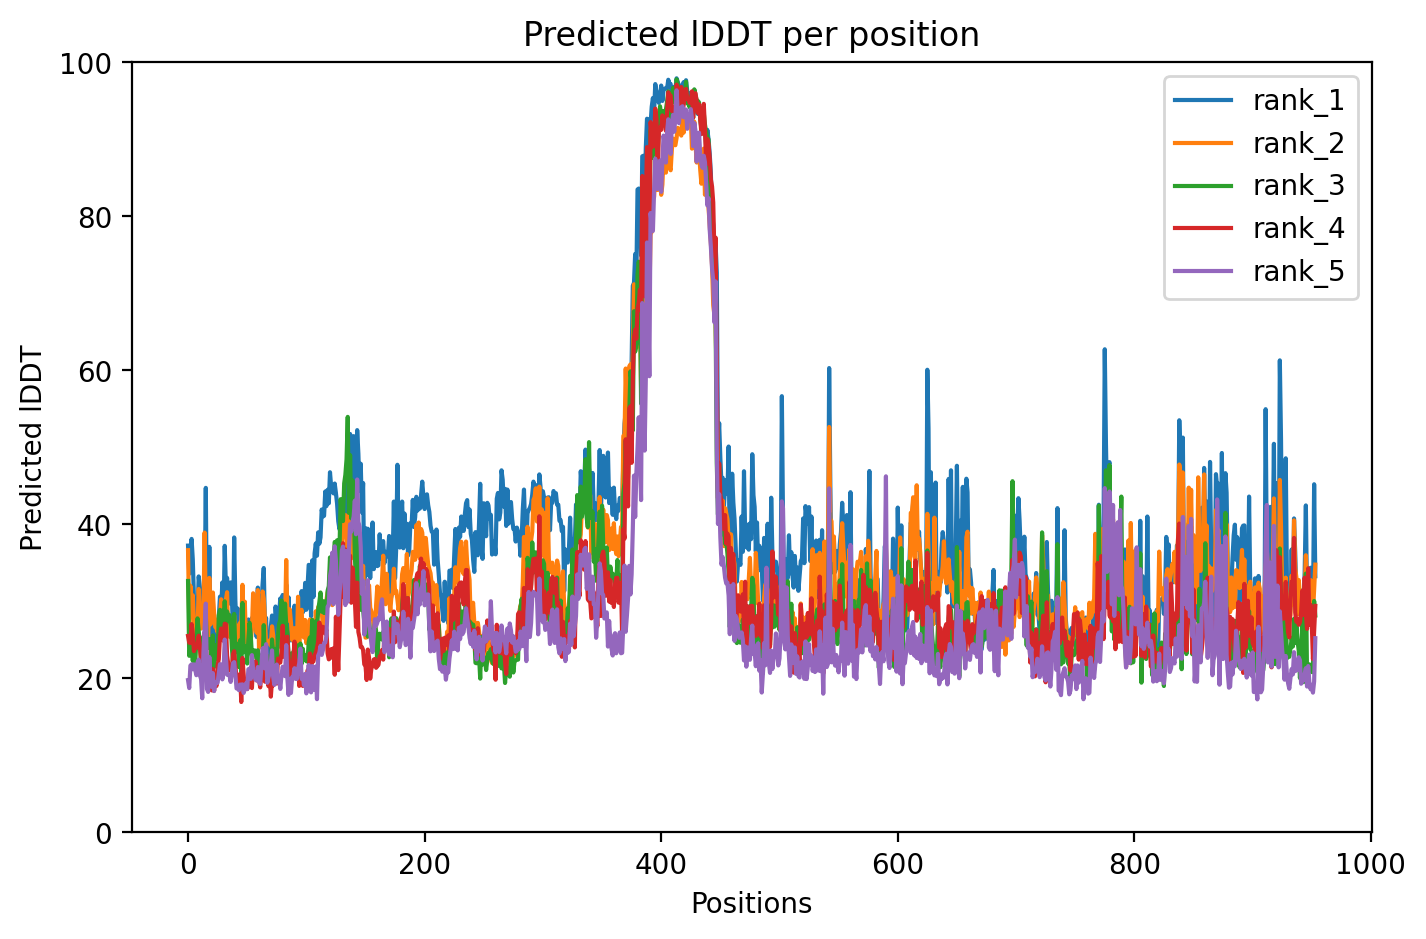 Predicted lDDT per position
100
80
60
40
20
0
Predicted lDDT
0 200 400 600 800 1000
Positions
rank_1
rank_2
rank_3
rank_4
rank_5